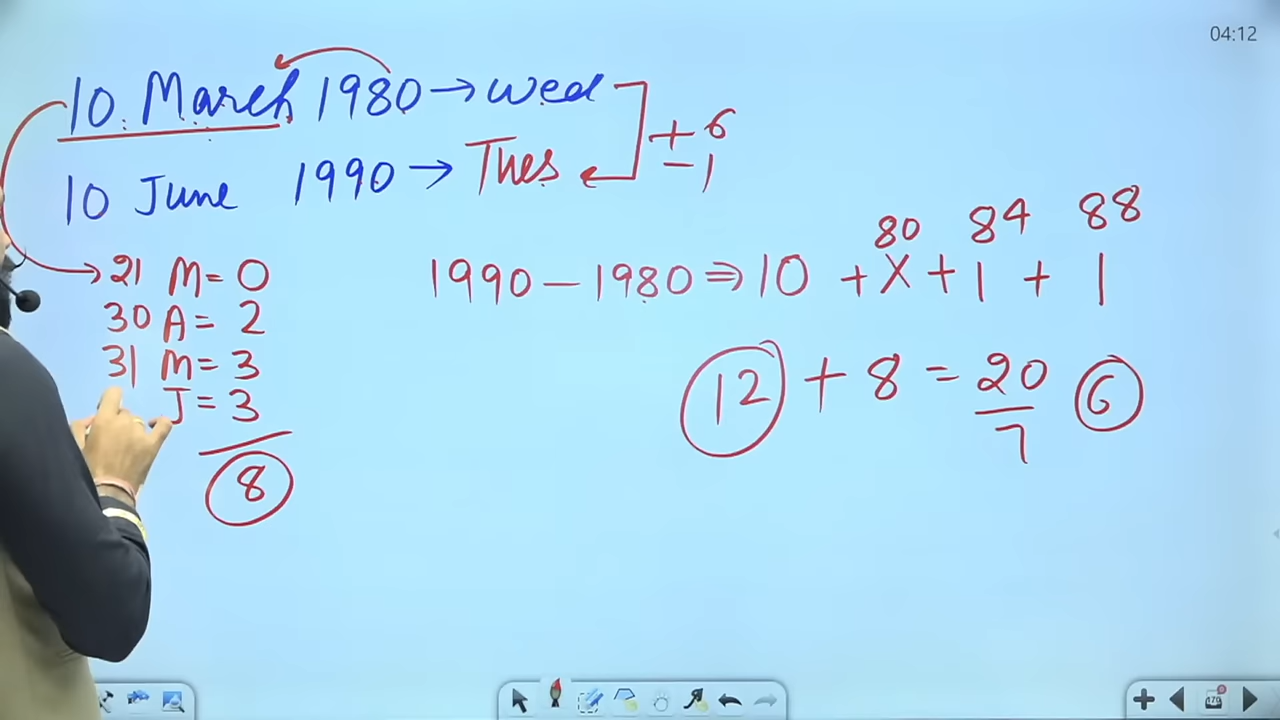 04:12
10 March 1980 → Wed
+6
10 June 1990 → Thes
-1
80 84 88
21 M = 0
1990 - 1980 ⇒ 10 + X + 1 + 1
30 A = 2
31 M = 3
12 + 8 = 20/7 6
J = 3
8